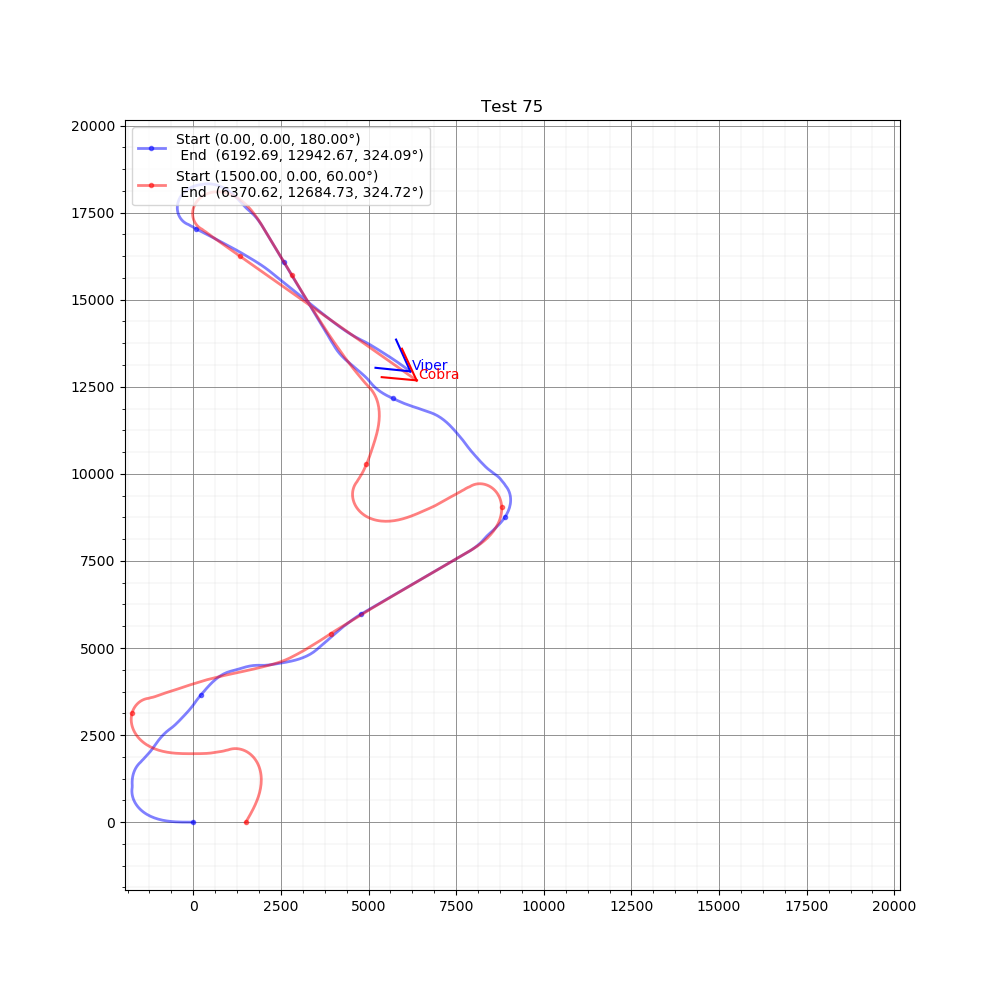 Test 75
Start (0.00, 0.00, 180.00°)
End (6192.69, 12942.67, 324.09°)
Start (1500.00, 0.00, 60.00°)
End (6370.62, 12684.73, 324.72°)
20000
17500
15000
12500
10000
7500
5000
2500
0
Viper
Cobra
0 2500 5000 7500 10000 12500 15000 17500 20000